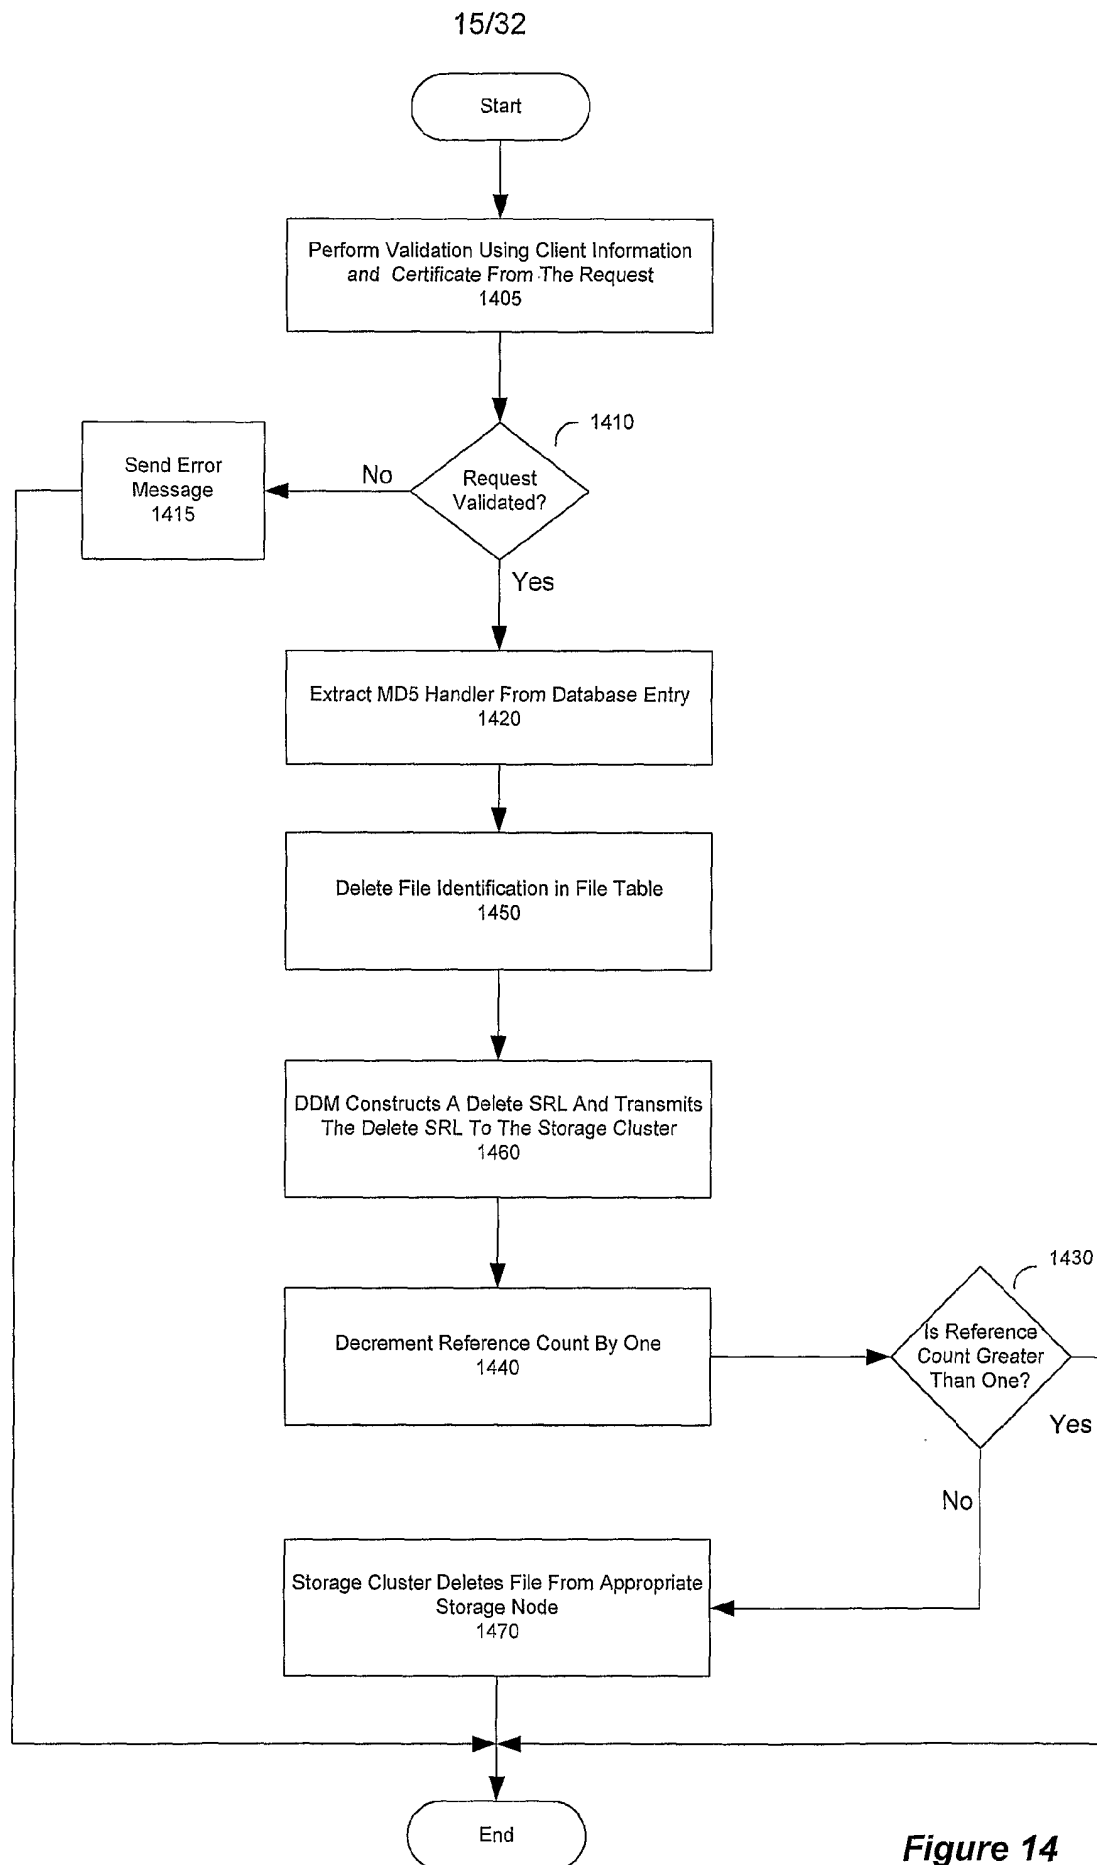 15/32
Start
Perform Validation Using Client Information
and Certificate From The Request
1405
1410
Request
Validated?
No
Send Error
Message
1415
Yes
Extract MD5 Handler From Database Entry
1420
Delete File Identification in File Table
1450
DDM Constructs A Delete SRL And Transmits
The Delete SRL To The Storage Cluster
1460
Decrement Reference Count By One
1440
1430
Is Reference
Count Greater
Than One?
Yes
No
Storage Cluster Deletes File From Appropriate
Storage Node
1470
End
Figure 14